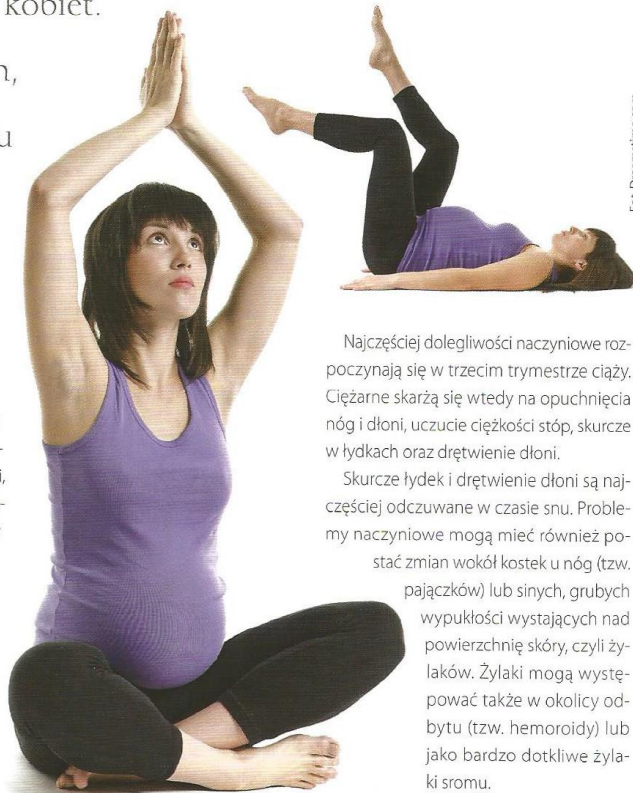 kobiet.
Najczęściej dolegliwości naczyniowe roz-
poczynają się w trzecim trymestrze ciąży.
Ciężarne skarżą się wtedy na opuchnięcia
nóg i dłoni, uczucie ciężkości stóp, skurcze
w łydkach oraz drętwienie dłoni.
Skurcze łydek i drętwienie dłoni są naj-
częściej odczuwane w czasie snu. Proble-
my naczyniowe mogą mieć również po-
stać zmian wokół kostek u nóg (tzw.
pajączków) lub sinych, grubych
wypukłości wystających nad
powierzchnię skóry, czyli ży-
laków. Żylaki mogą wystę-
pować także w okolicy od-
bytu (tzw. hemoroidy) lub
jako bardzo dotkliwe żyla-
ki sromu.